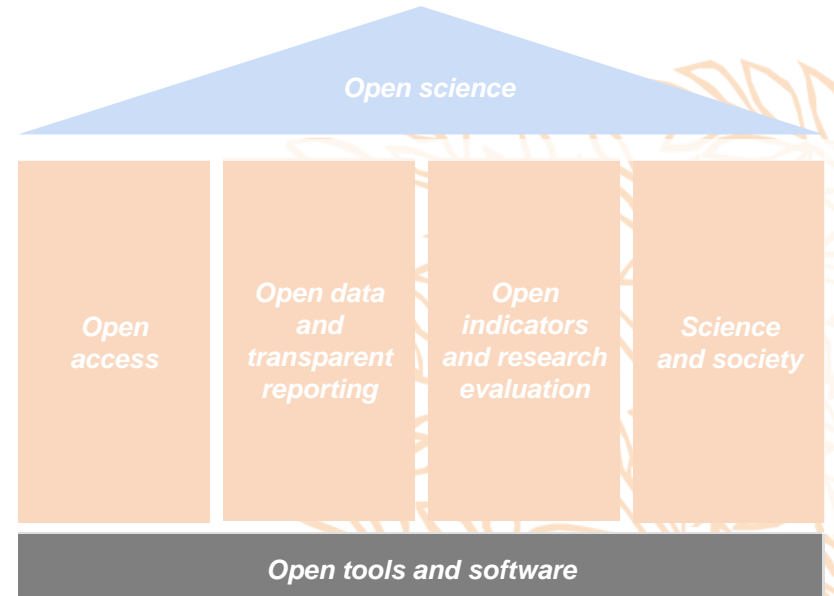 Open science
Open
access
Open data
and
transparent
reporting
Open
indicators
and research
evaluation
Science
and society
Open tools and software